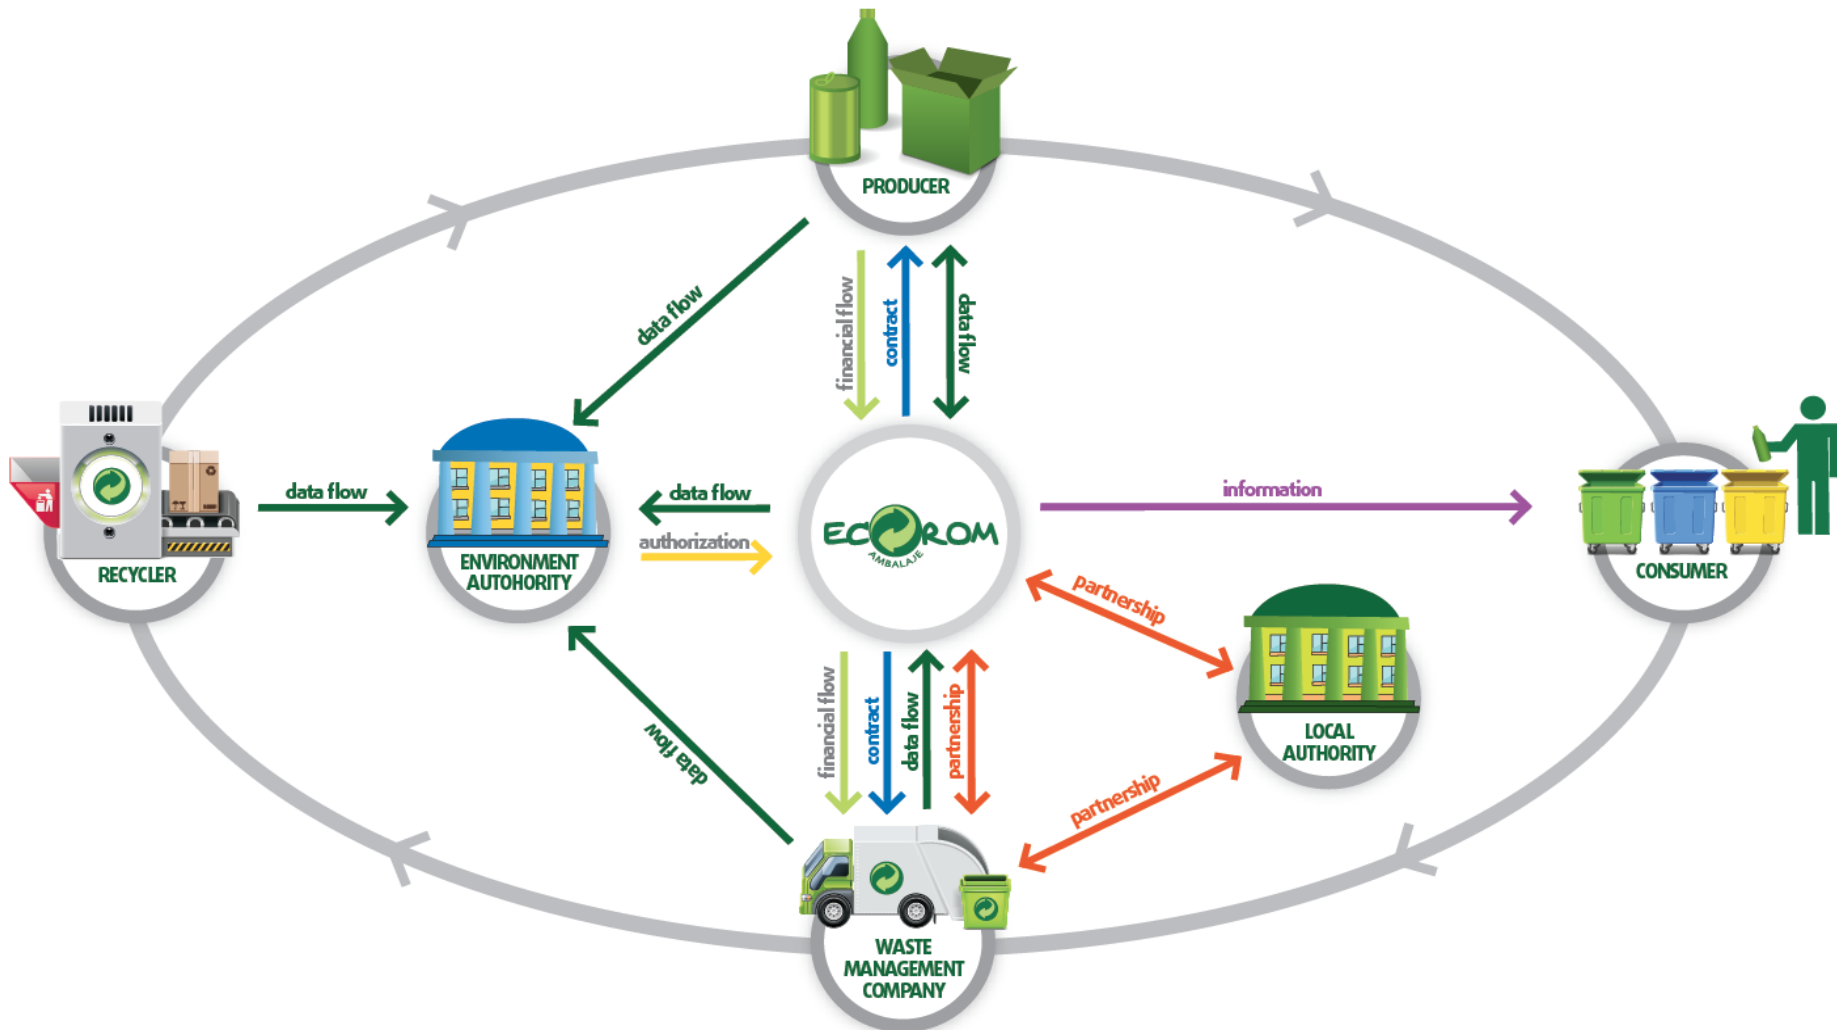 PRODUCER
data flow
financial flow
contract
data flow
RECYCLER
data flow
ENVIRONMENT
AUTOHORITY
data flow
authorization
ECOROM
AMBALAJE
information
CONSUMER
partnership
LOCAL
AUTHORITY
data flow
financial flow
contract
data flow
partnership
partnership
WASTE
MANAGEMENT
COMPANY